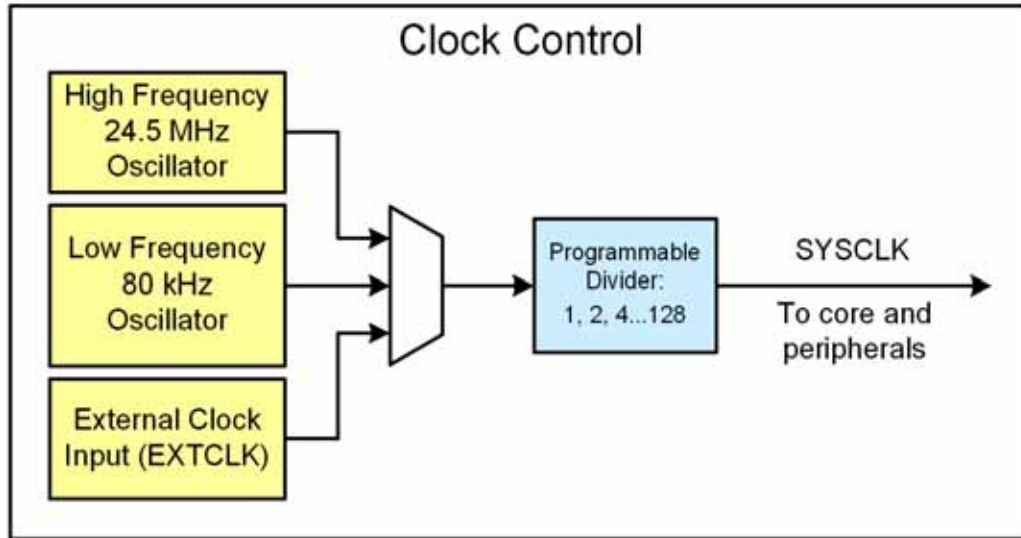 Clock Control
High Frequency
24.5 MHz
Oscillator
Low Frequency
80 kHz
Oscillator
External Clock
Input (EXTCLK)
Programmable
Divider:
1, 2, 4...128
SYSCLK
To core and
peripherals